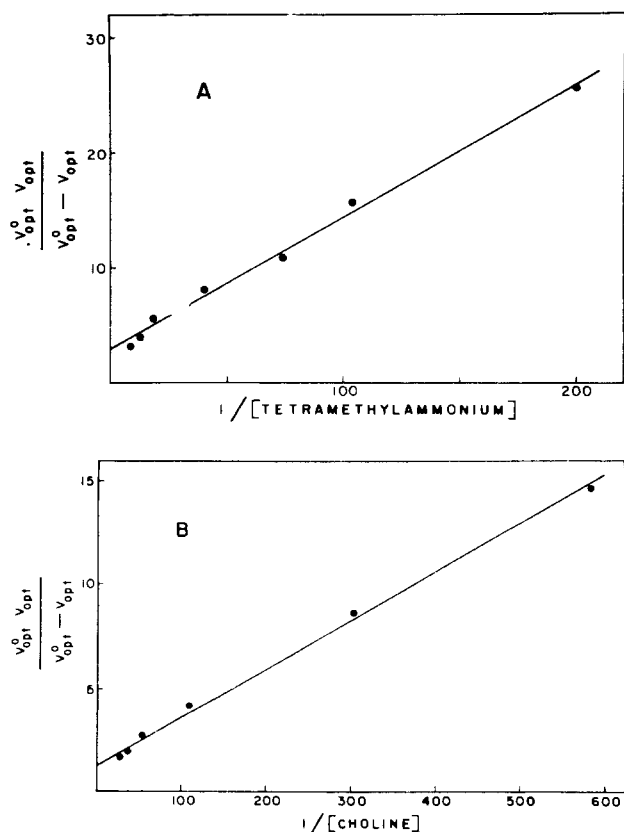 30
A
20
10
.V°opt Vopt
V°opt — Vopt
100
200
1/[TETRAMETHYLAMMONIUM]
15
B
10
5
V°opt Vopt
V°opt — Vopt
100
200
300
400
500
600
1/[CHOLINE]